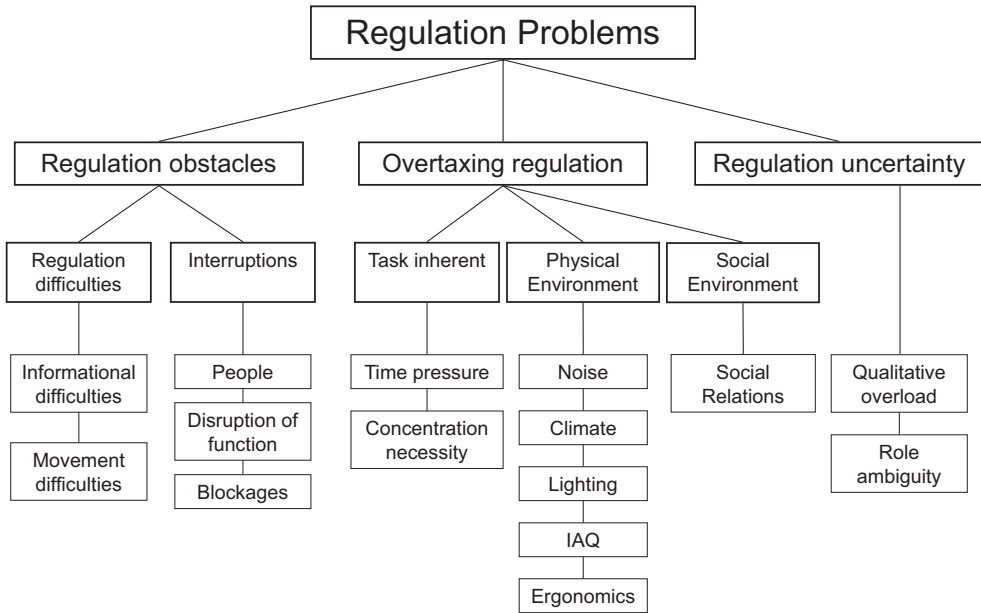 Regulation Problems
Regulation obstacles
Overtaxing regulation
Regulation uncertainty
Regulation
difficulties
Interruptions
Task inherent
Physical
Environment
Social
Environment
Informational
difficulties
Movement
difficulties
People
Disruption of
function
Blockages
Time pressure
Concentration
necessity
Noise
Climate
Lighting
IAQ
Ergonomics
Social
Relations
Qualitative
overload
Role
ambiguity